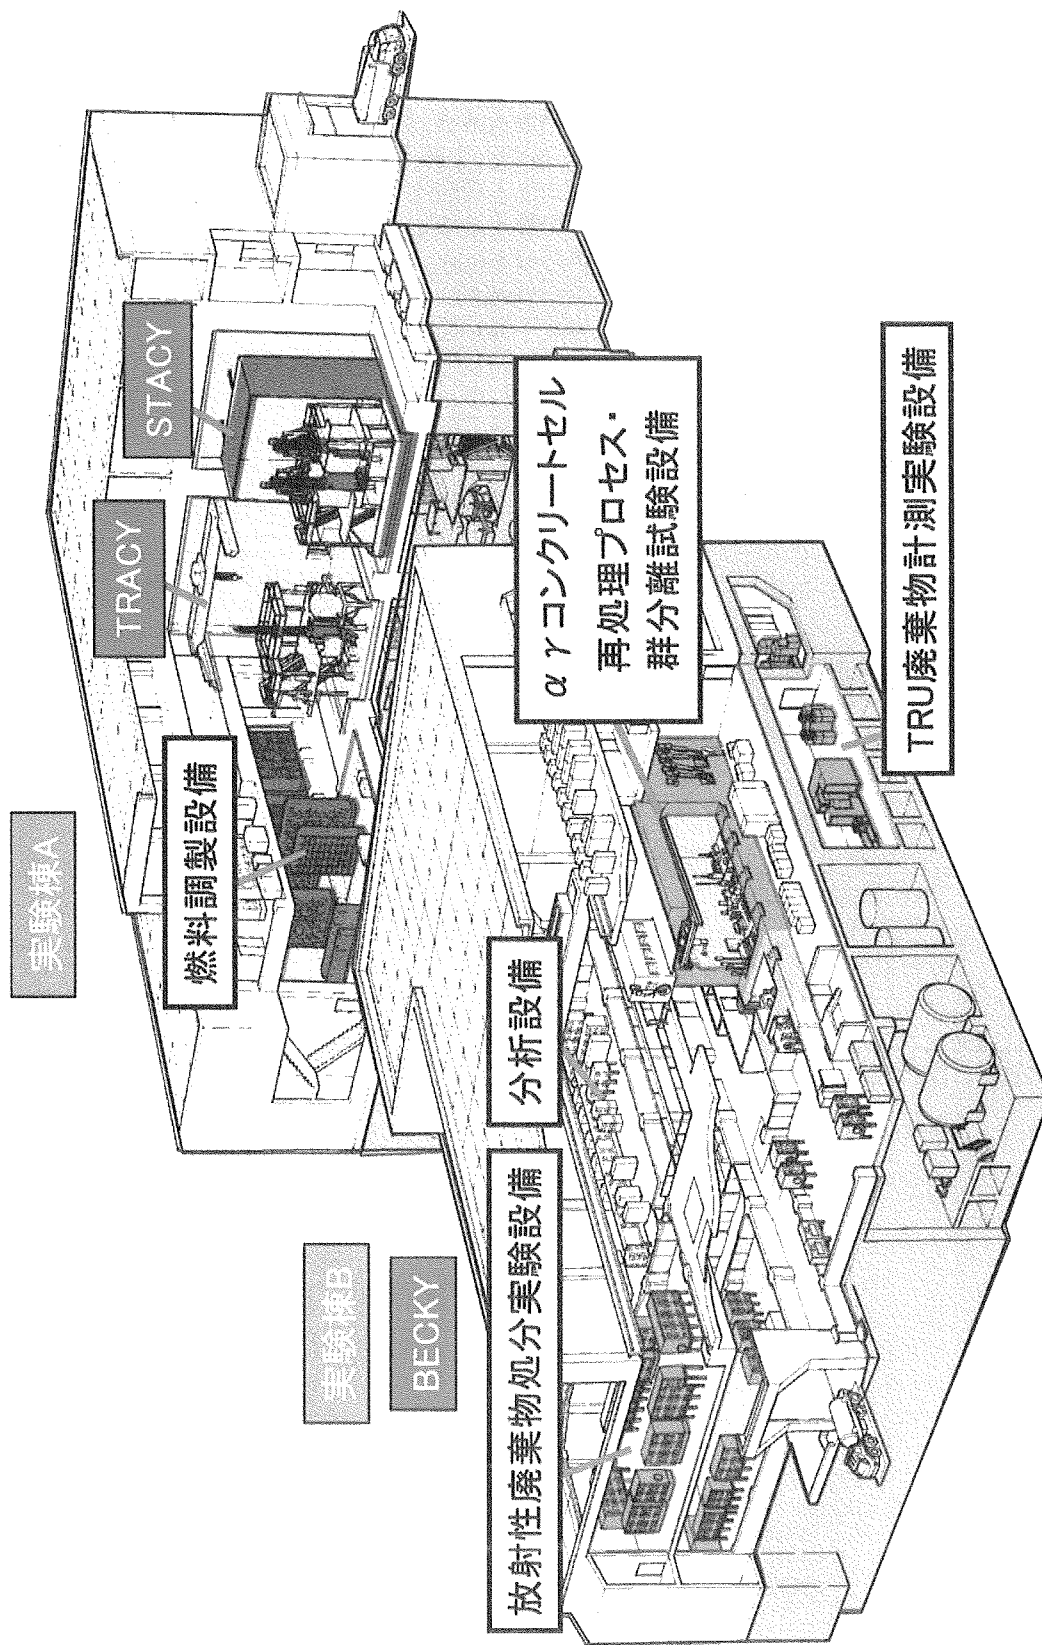 実験棟A
STACY
TRACY
燃料調製設備
実験棟B
BECKY
αγコンクリートセル
再処理プロセス・
群分離試験設備
分析設備
放射性廃棄物処分実験設備
TRU廃棄物計測実験設備